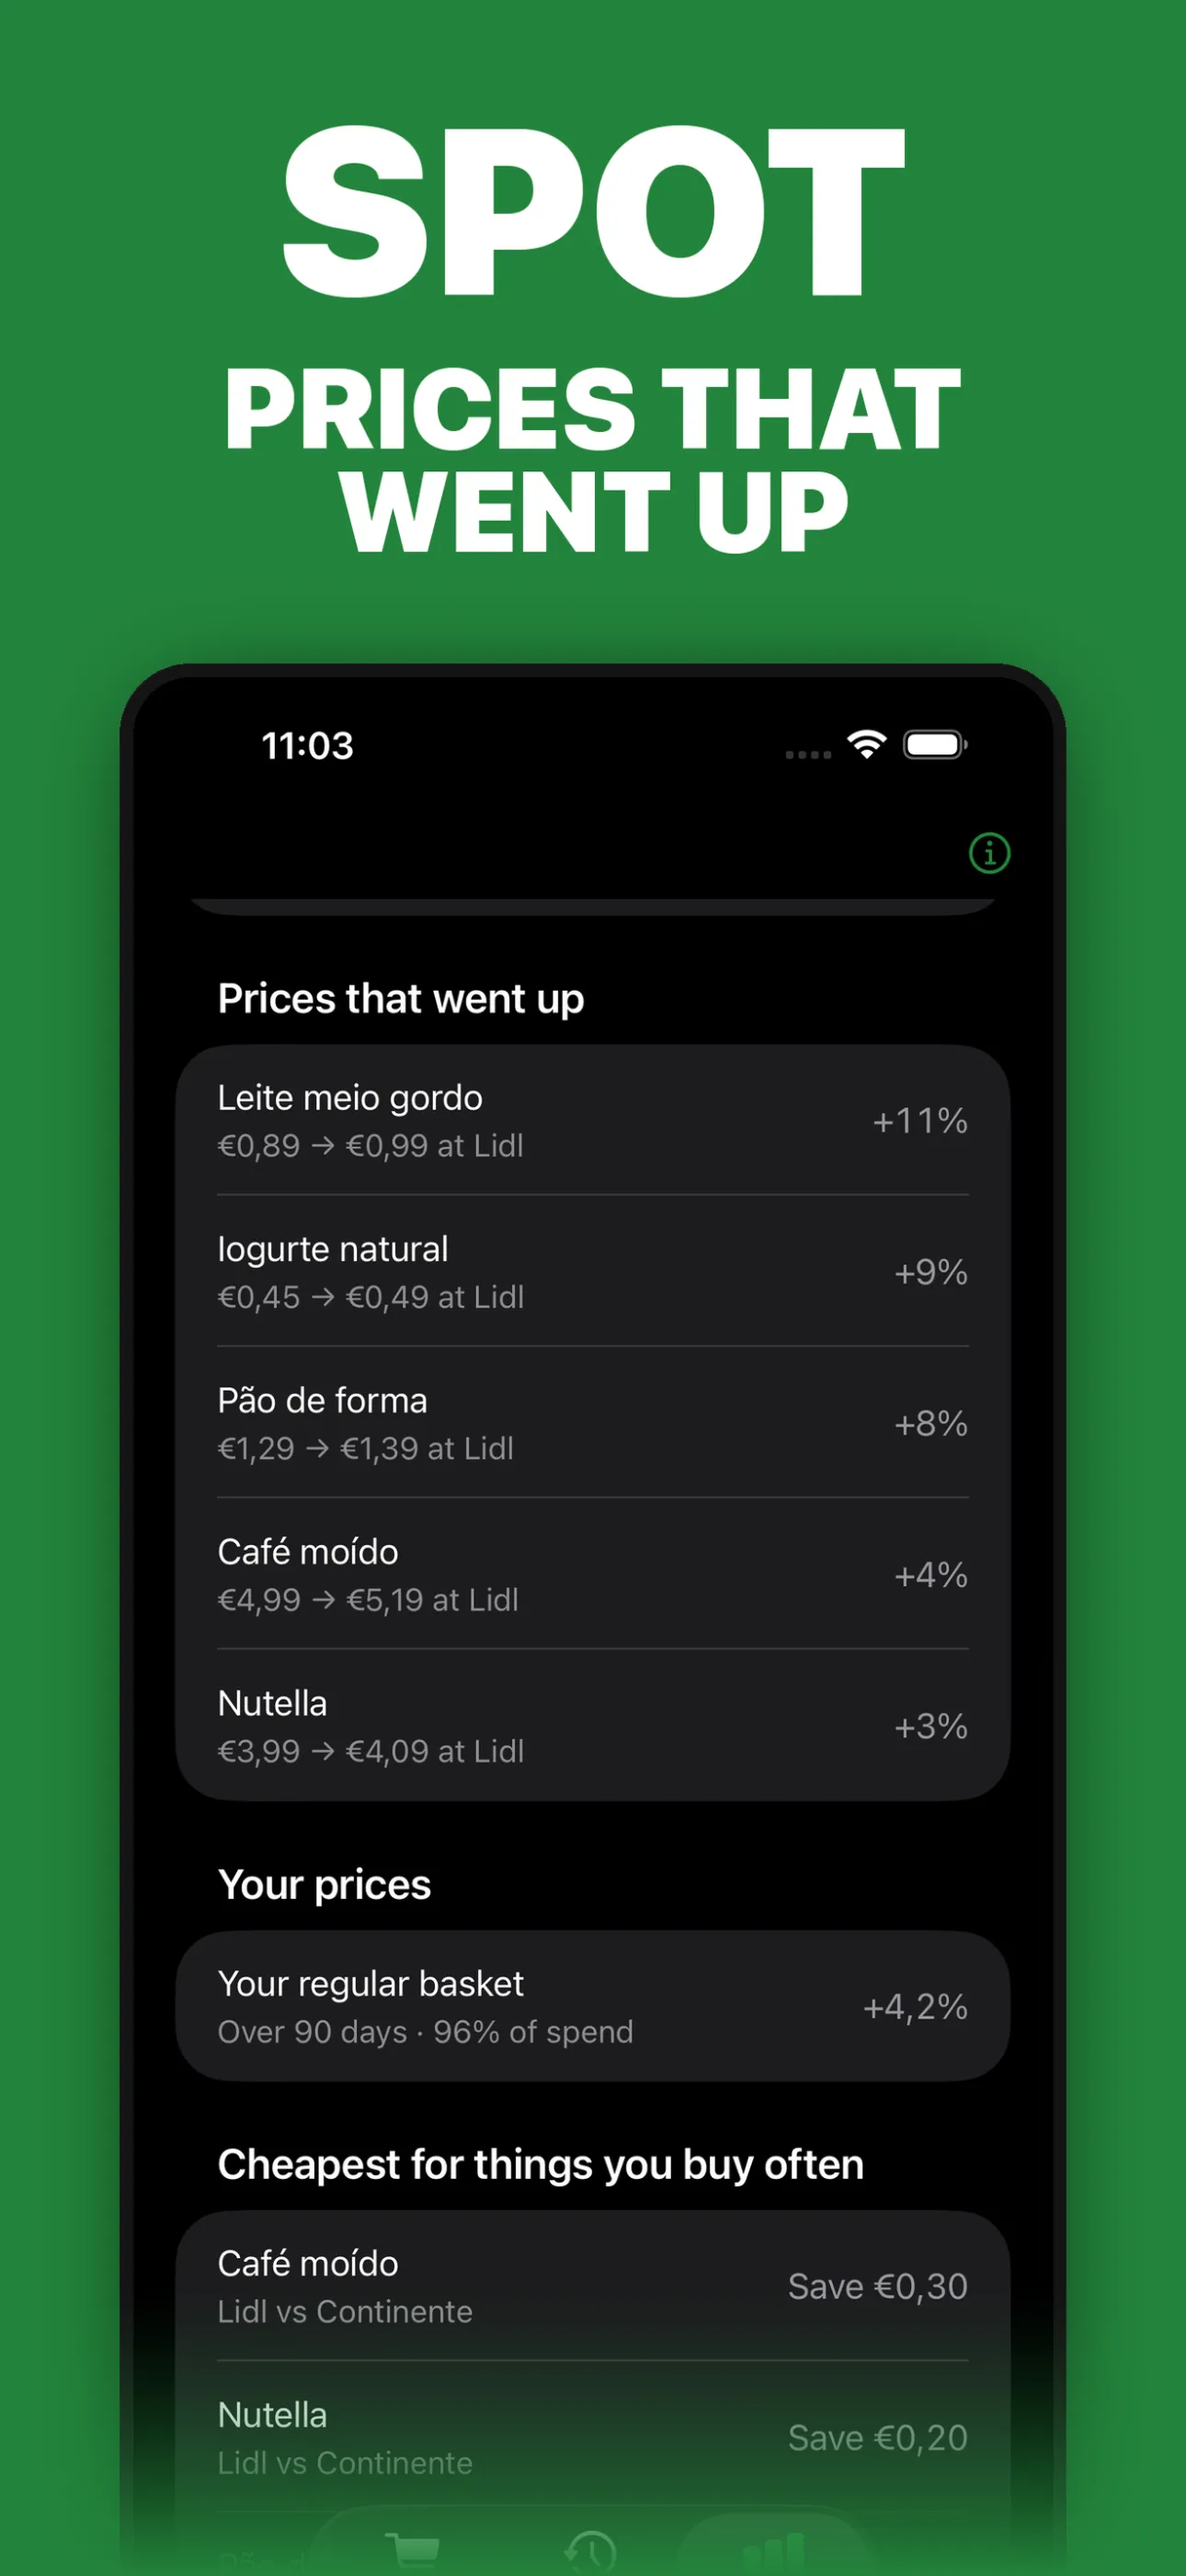 SPOT
PRICES THAT
WENT UP
11:03
Prices that went up
Leite meio gordo
€0,89 → €0,99 at Lidl
+11%
Iogurte natural
€0,45 → €0,49 at Lidl
+9%
Pão de forma
€1,29 → €1,39 at Lidl
+8%
Café moído
€4,99 → €5,19 at Lidl
+4%
Nutella
€3,99 → €4,09 at Lidl
+3%
Your prices
Your regular basket
Over 90 days · 96% of spend
+4,2%
Cheapest for things you buy often
Café moído
Lidl vs Continente
Save €0,30
Nutella
Lidl vs Continente
Save €0,20